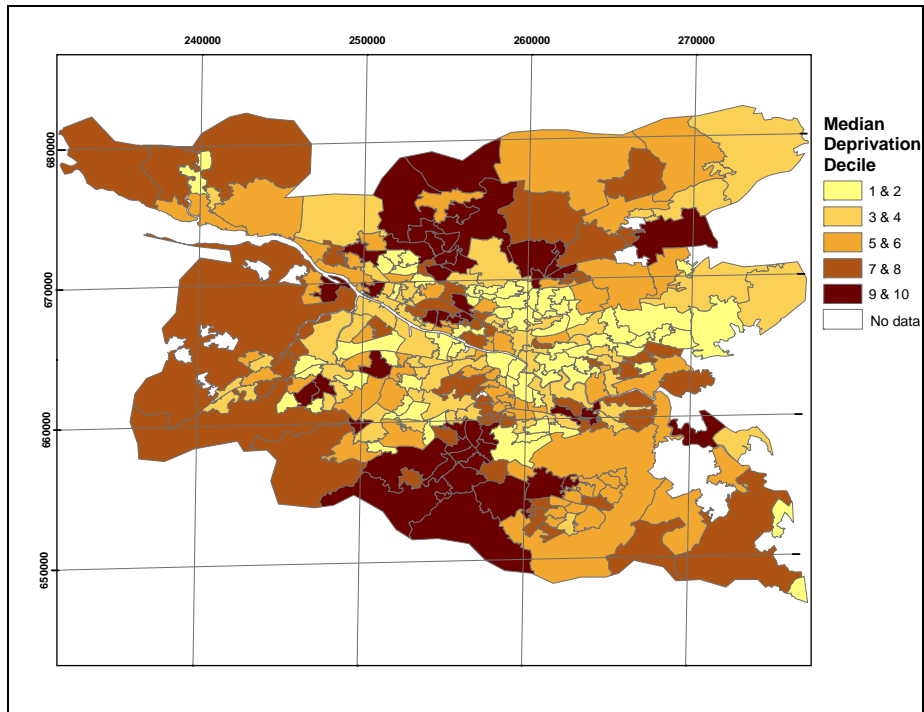 240000
250000
260000
270000
680000
670000
660000
650000
Median
Deprivation
Decile
1 & 2
3 & 4
5 & 6
7 & 8
9 & 10
No data